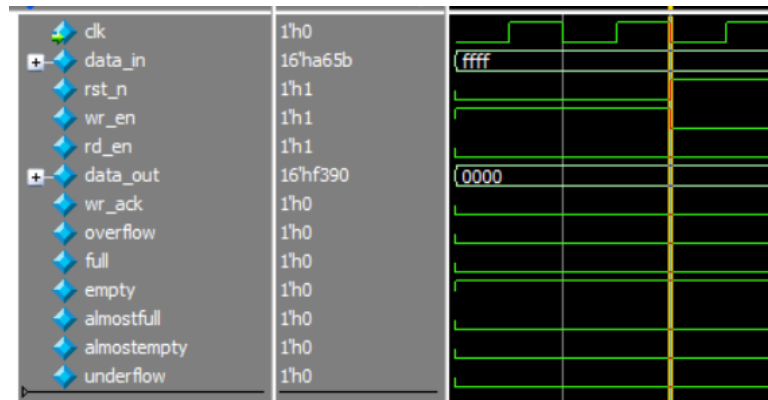 clk 1'h0
data_in 16'ha65b ffff
rst_n 1'h1
wr_en 1'h1
rd_en 1'h1
data_out 16'hf390 0000
wr_ack 1'h0
overflow 1'h0
full 1'h0
empty 1'h0
almostfull 1'h0
almostempty 1'h0
underflow 1'h0